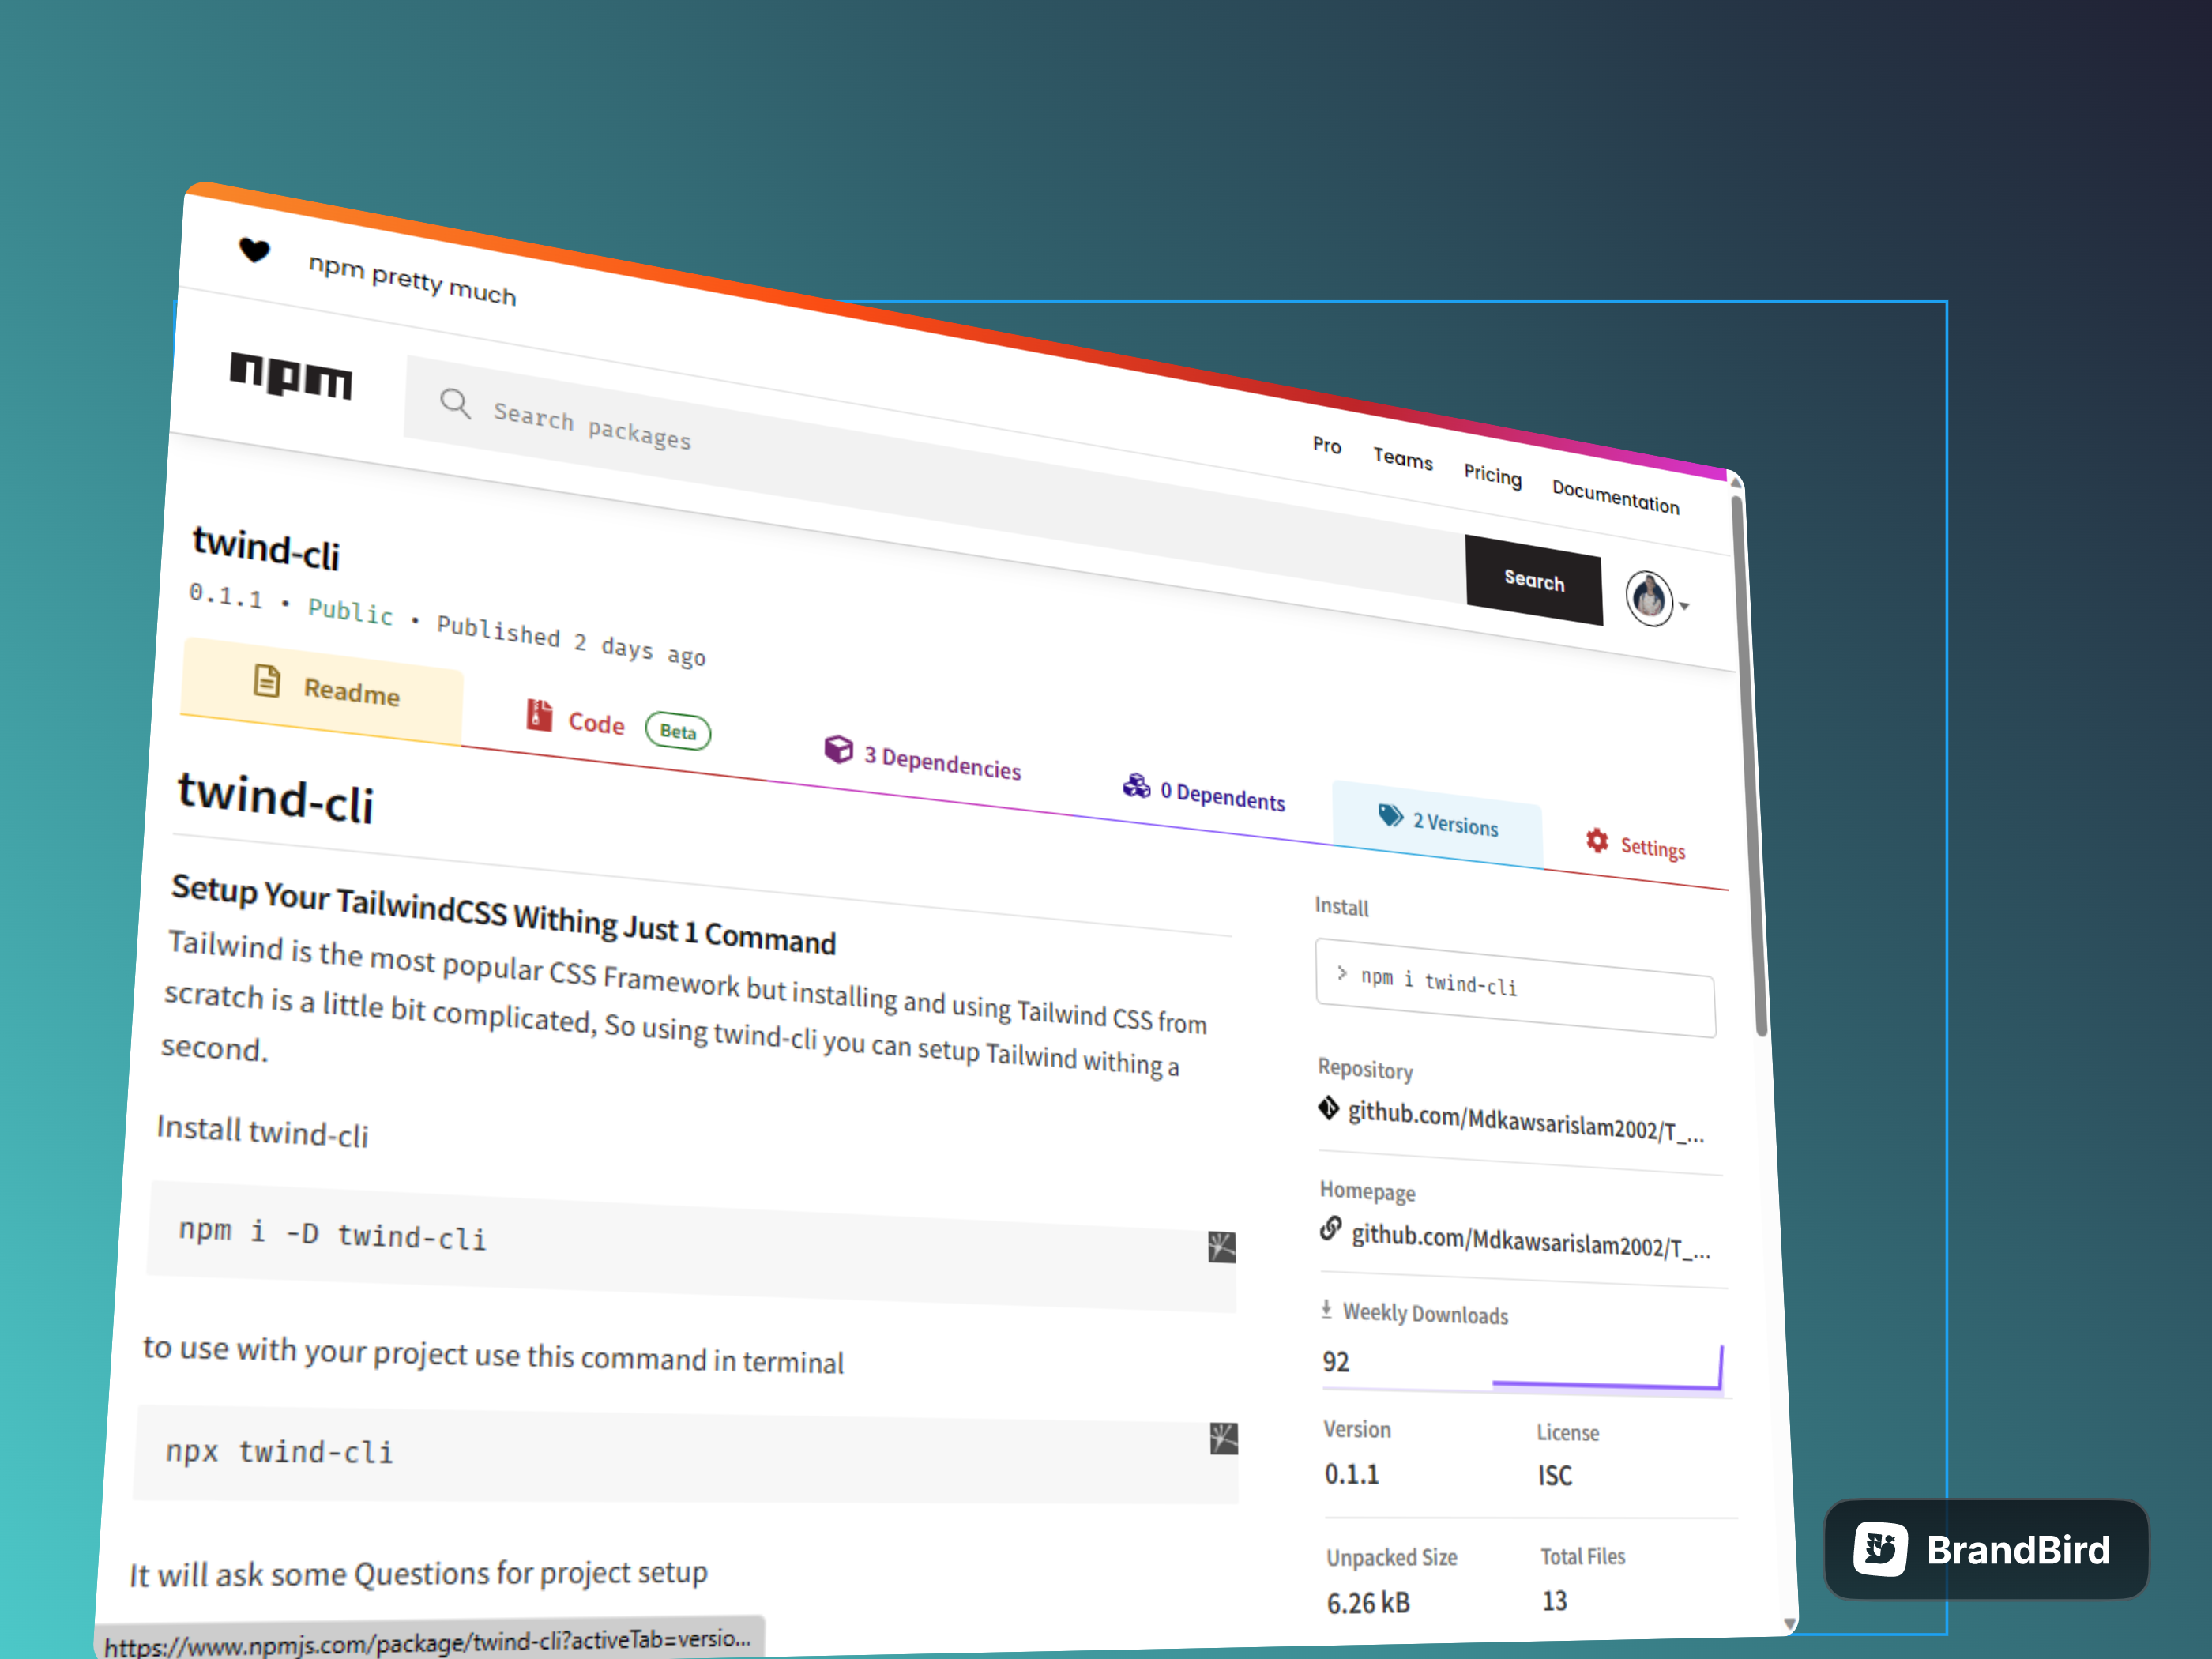 npm pretty much
Pro Teams Pricing Documentation
npm
Search packages
Search
twind-cli
0.1.1 • Public • Published 2 days ago
Readme
Code Beta
3 Dependencies
0 Dependents
2 Versions
Settings
twind-cli
Setup Your TailwindCSS Withing Just 1 Command
Tailwind is the most popular CSS Framework but installing and using Tailwind CSS from
scratch is a little bit complicated, So using twind-cli you can setup Tailwind withing a
second.
Install twind-cli
npm i -D twind-cli
to use with your project use this command in terminal
npx twind-cli
It will ask some Questions for project setup
https://www.npmjs.com/package/twind-cli?activeTab=versio...
Install
> npm i twind-cli
Repository
github.com/Mdkawsarislam2002/T_...
Homepage
github.com/Mdkawsarislam2002/T_...
Weekly Downloads
92
Version License
0.1.1 ISC
Unpacked Size Total Files
6.26 kB 13
BrandBird